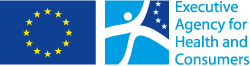 Executive
Agency for
Health and
Consumers